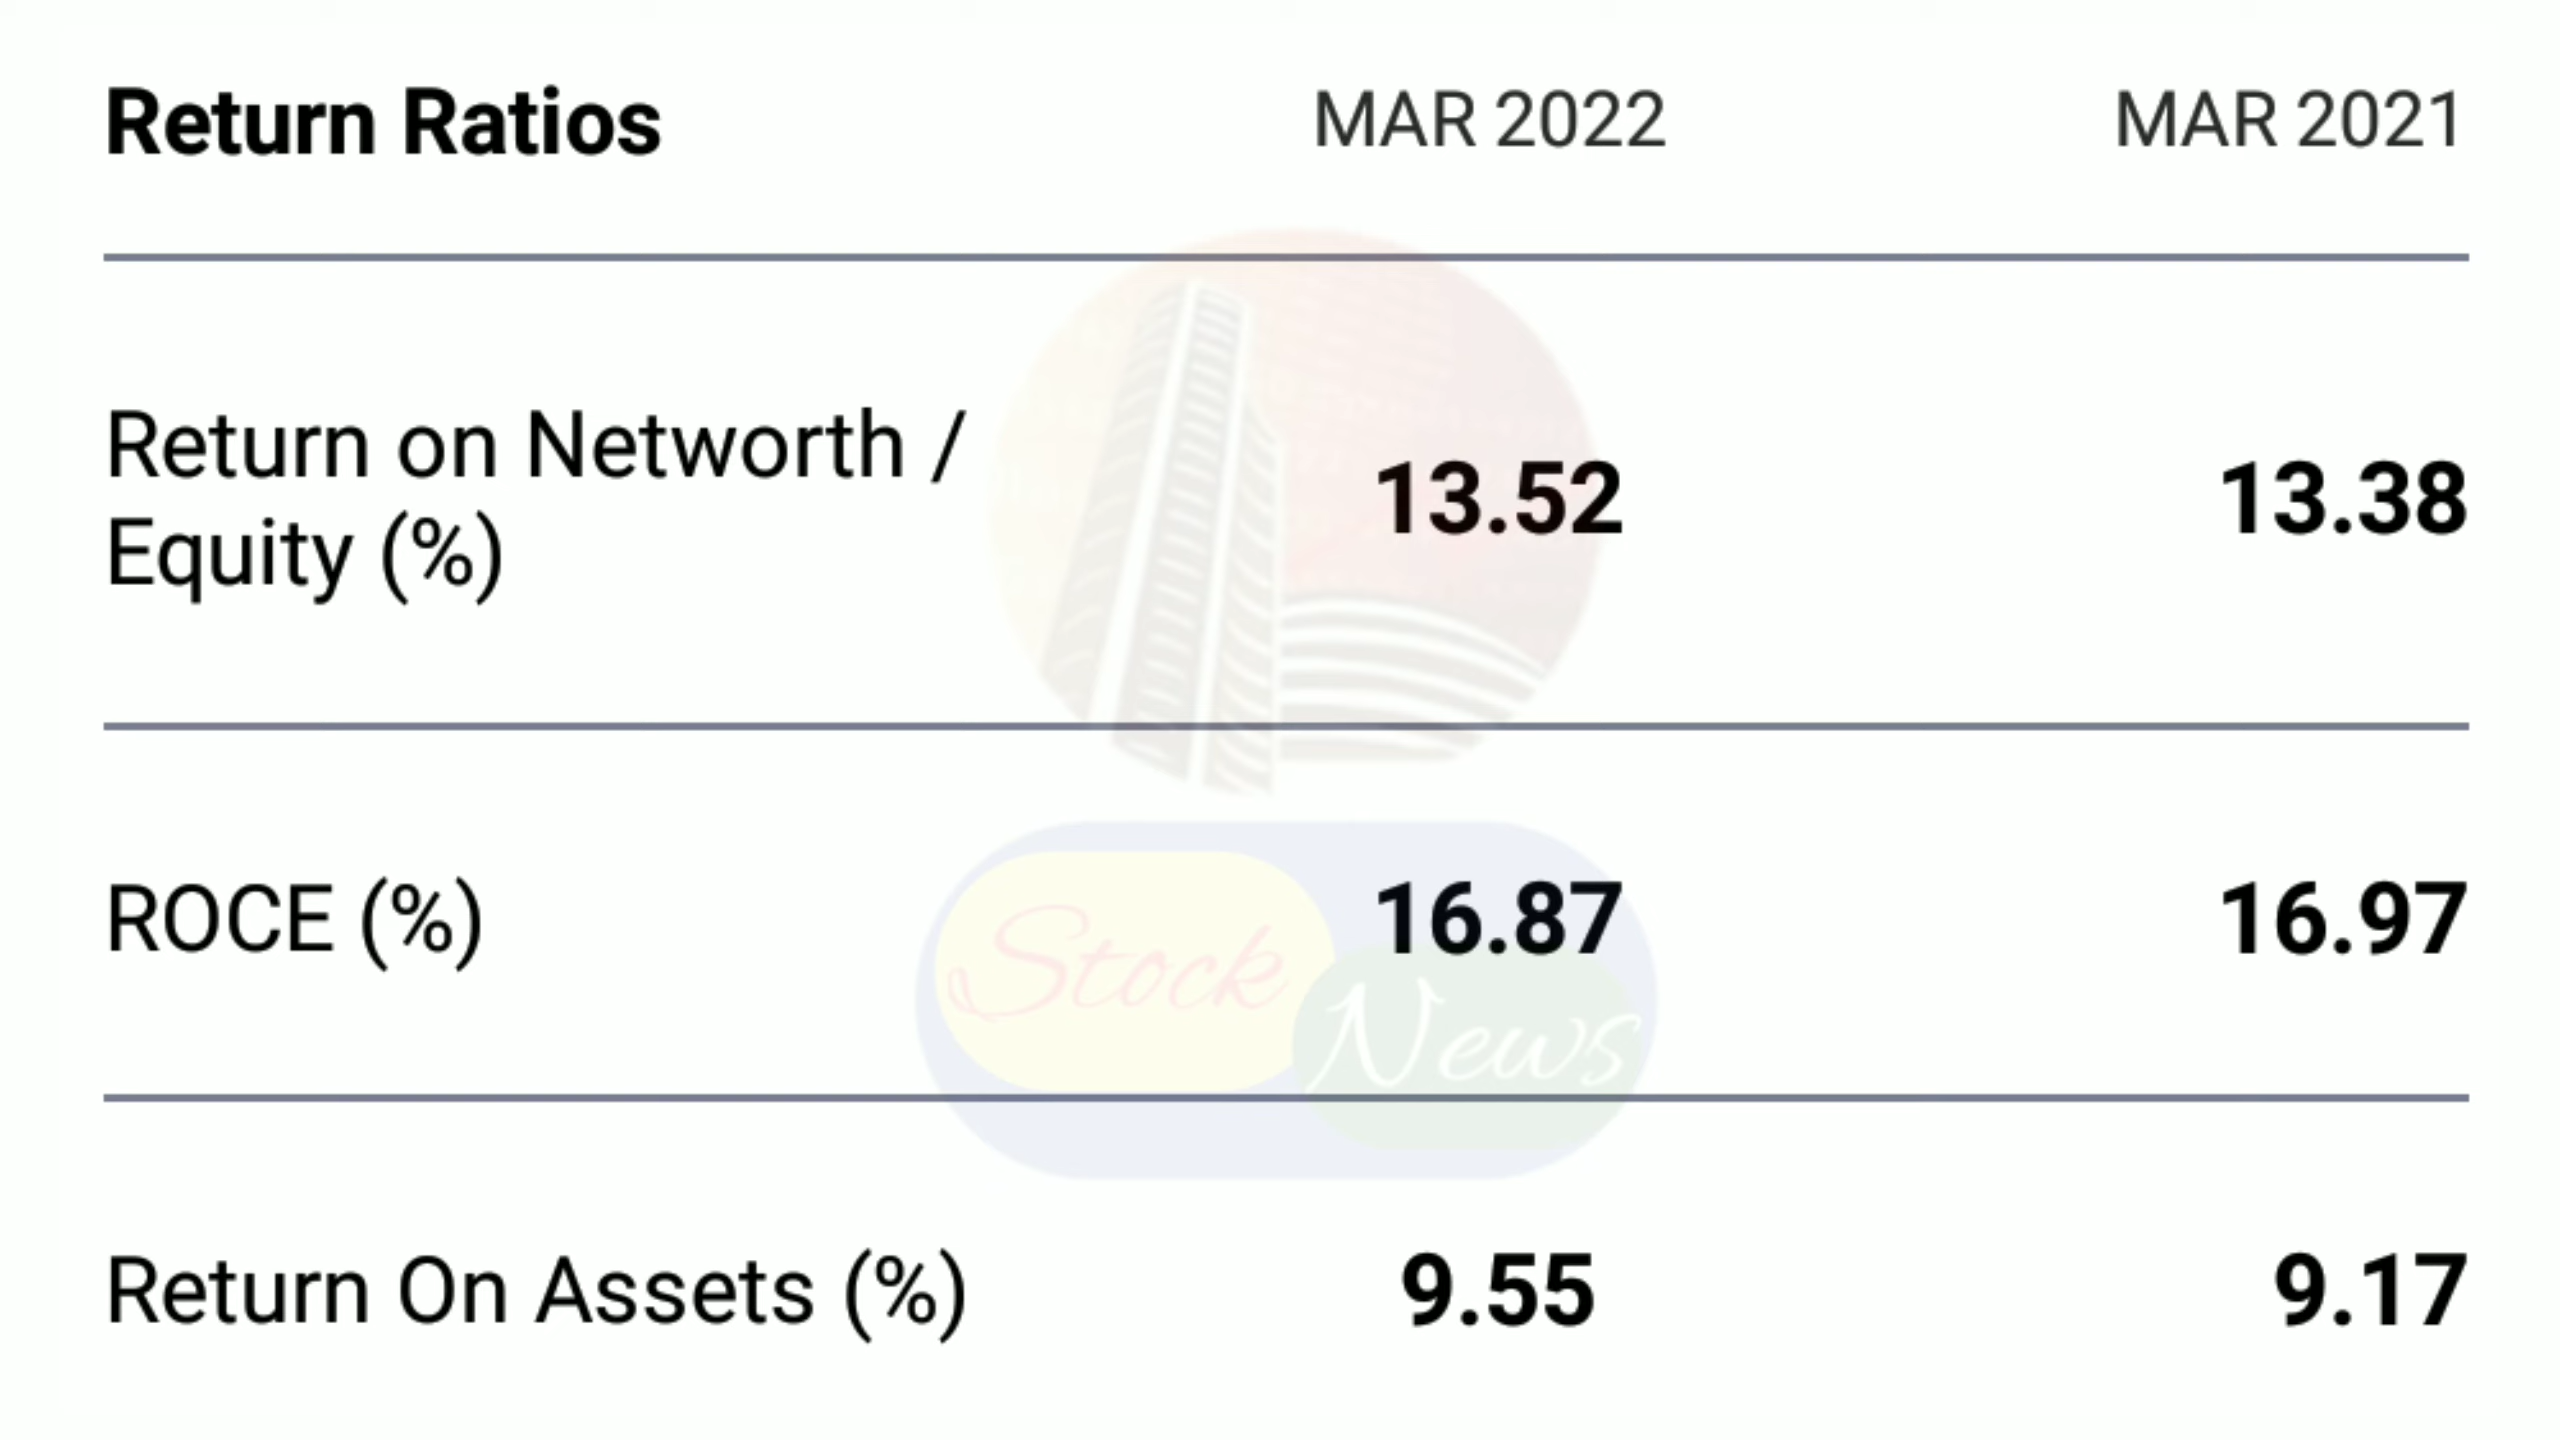 Return Ratios MAR 2022 MAR 2021
Return on Networth /
Equity (%) 13.52 13.38
ROCE (%) 16.87 16.97
Stock
News
Return On Assets (%) 9.55 9.17